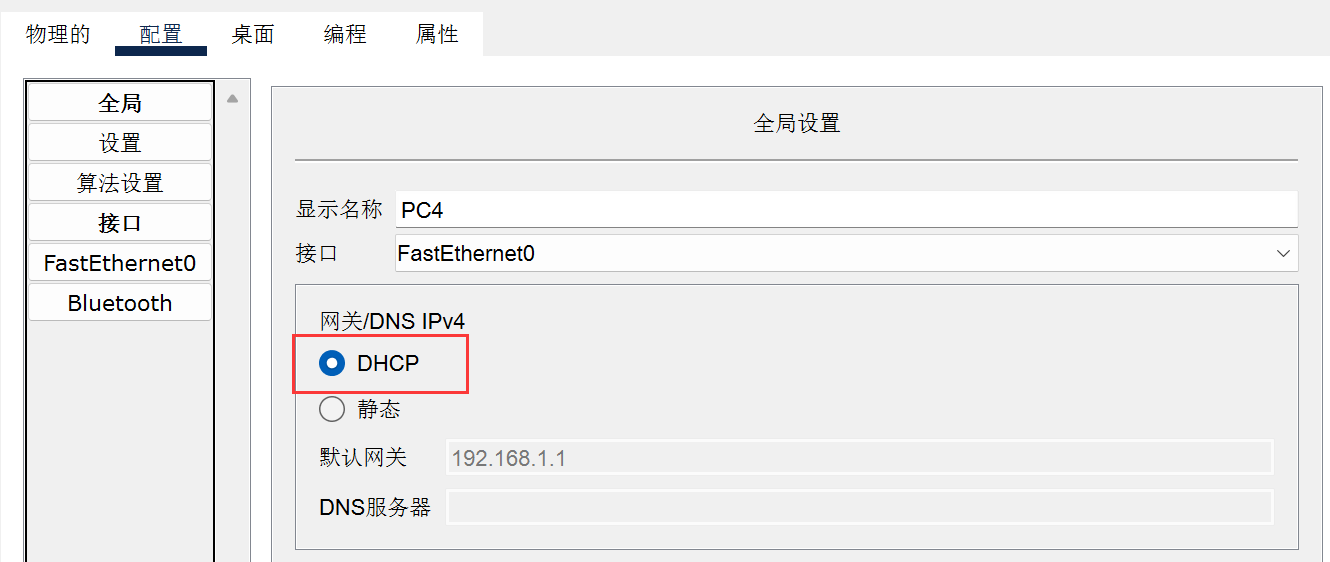 物理的 配置 桌面 编程 属性
全局
设置
算法设置
接口
FastEthernet0
Bluetooth
全局设置
显示名称 PC4
接口 FastEthernet0
网关/DNS IPv4
DHCP
静态
默认网关 192.168.1.1
DNS服务器